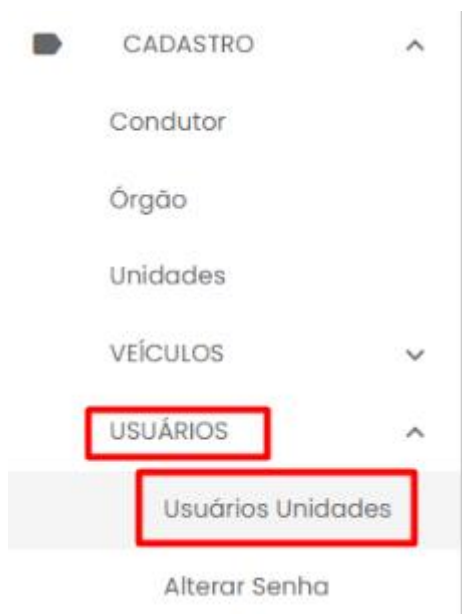 CADASTRO
Condutor
Órgão
Unidades
VEÍCULOS
USUÁRIOS
Usuários Unidades
Alterar Senha